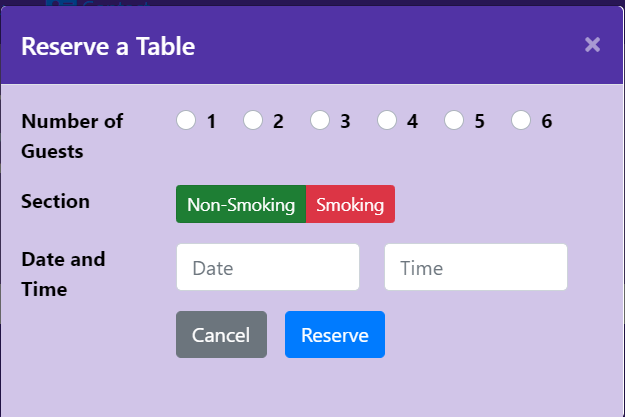 Reserve a Table ×
Number of Guests
1 2 3 4 5 6
Section
Non-Smoking Smoking
Date and Time
Date Time
Cancel Reserve